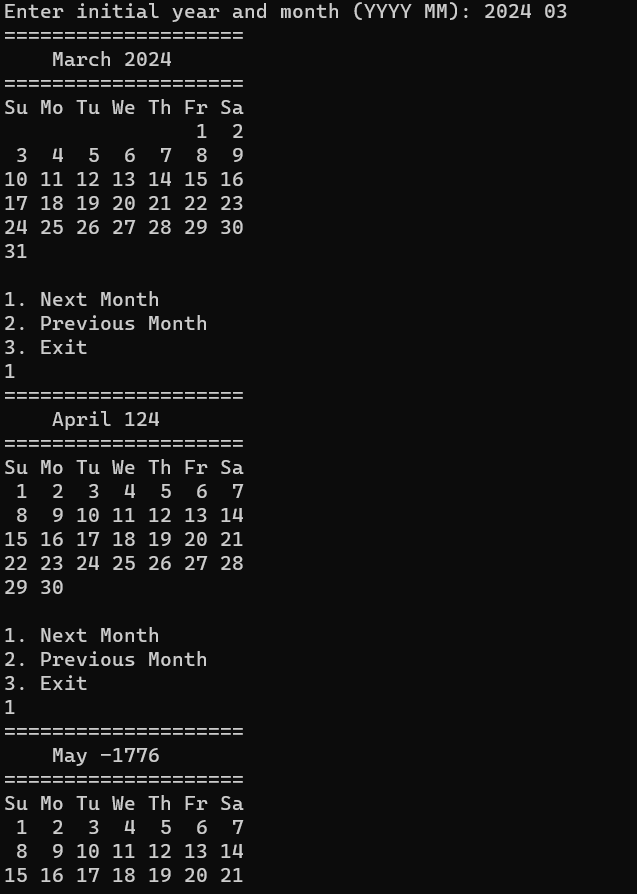 Enter initial year and month (YYYY MM): 2024 03
====================
    March 2024
====================
Su Mo Tu We Th Fr Sa
                1  2
 3  4  5  6  7  8  9
10 11 12 13 14 15 16
17 18 19 20 21 22 23
24 25 26 27 28 29 30
31

1. Next Month
2. Previous Month
3. Exit
1
====================
    April 124
====================
Su Mo Tu We Th Fr Sa
 1  2  3  4  5  6  7
 8  9 10 11 12 13 14
15 16 17 18 19 20 21
22 23 24 25 26 27 28
29 30

1. Next Month
2. Previous Month
3. Exit
1
====================
    May -1776
====================
Su Mo Tu We Th Fr Sa
 1  2  3  4  5  6  7
 8  9 10 11 12 13 14
15 16 17 18 19 20 21